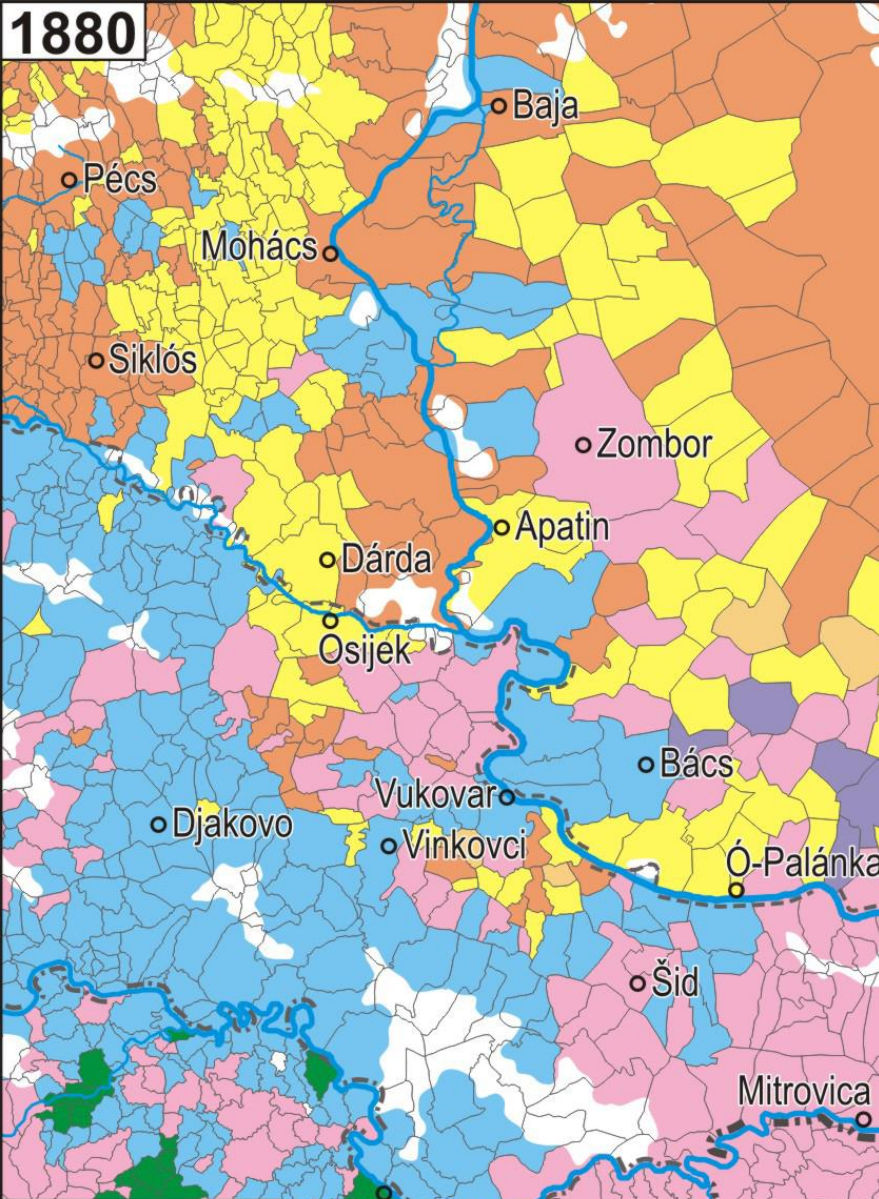 1880
Baja
Pécs
Mohács
Siklós
Zombor
Apatin
Dárda
Osijek
Bács
Vukovar
Djakovo
Vinkovci
Ó-Palánka
Šid
Mitrovica